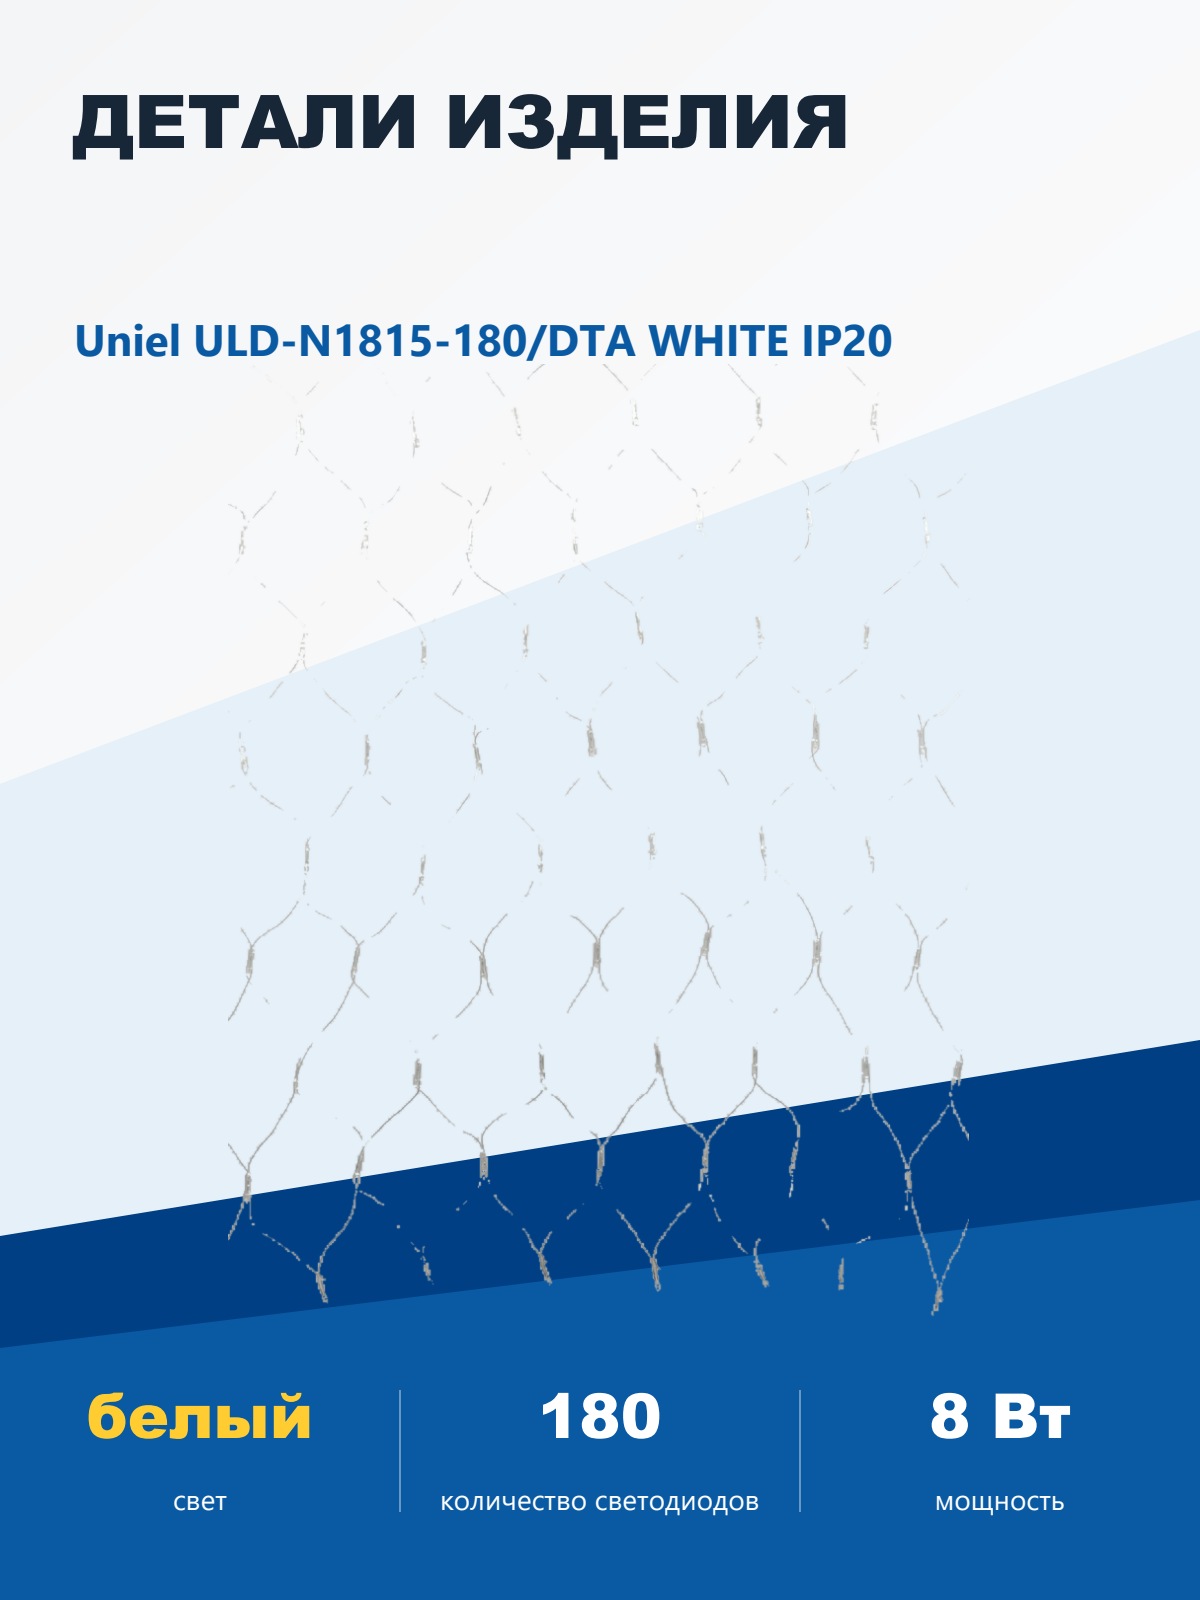 ДЕТАЛИ ИЗДЕЛИЯ
Uniel ULD-N1815-180/DTA WHITE IP20
белый
свет
180
количество светодиодов
8 Вт
мощность